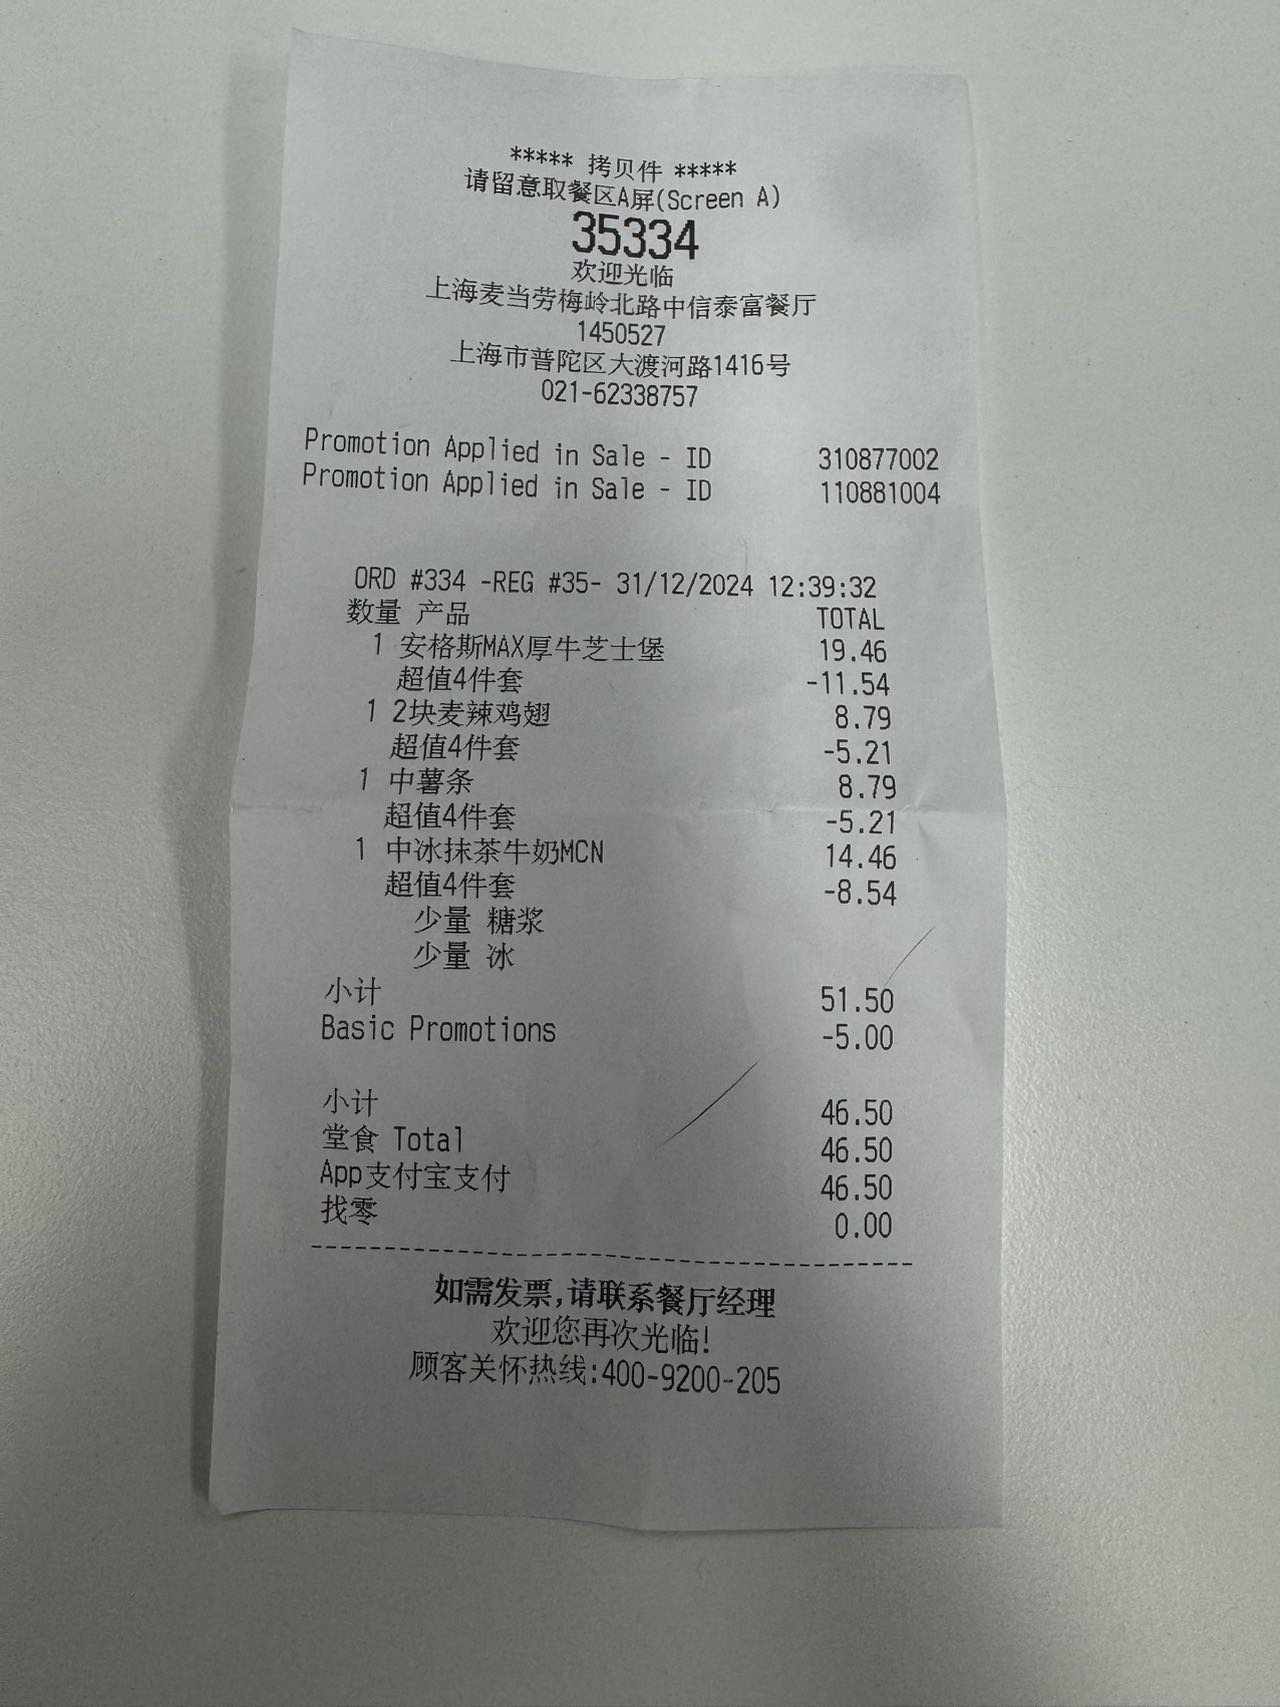 ***** 拷贝件 *****
请留意取餐区A屏(Screen A)
35334
欢迎光临
上海麦当劳梅岭北路中信泰富餐厅
1450527
上海市普陀区大渡河路1416号
021-62338757
Promotion Applied in Sale - ID 310877002
Promotion Applied in Sale - ID 110881004
ORD #334 -REG #35- 31/12/2024 12:39:32
数量 产品 TOTAL
1 安格斯MAX厚牛芝士堡 19.46
超值4件套 -11.54
1 2块麦辣鸡翅 8.79
超值4件套 -5.21
1 中薯条 8.79
超值4件套 -5.21
1 中冰抹茶牛奶MCN 14.46
超值4件套 -8.54
少量 糖浆
少量 冰
小计 51.50
Basic Promotions -5.00
小计 46.50
堂食 Total 46.50
App支付宝支付 46.50
找零 0.00
如需发票,请联系餐厅经理
欢迎您再次光临!
顾客关怀热线:400-9200-205